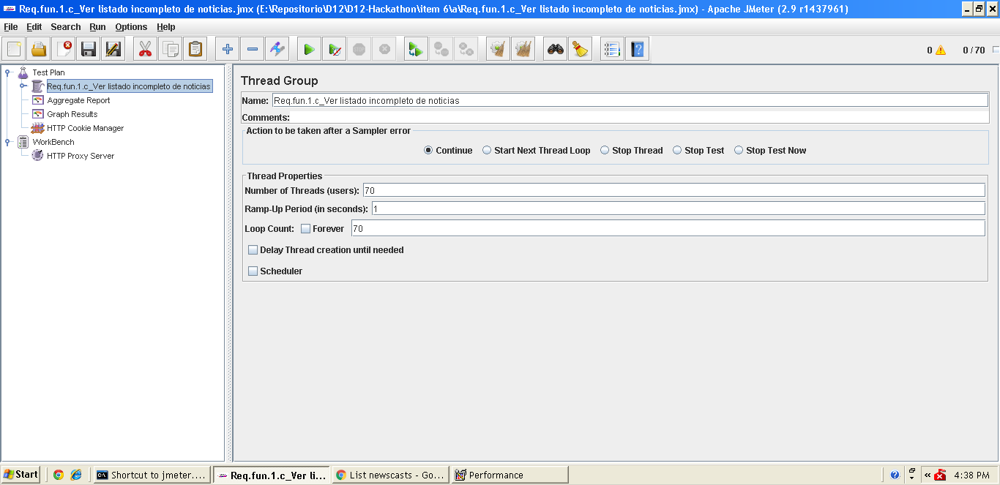 Req.fun.1.c_Ver listado incompleto de noticias.jmx (E:\Repositorio\D12\D12-Hackathon\item 6\a\Req.fun.1.c_Ver listado incompleto de noticias.jmx) - Apache JMeter (2.9 r1437961)
File Edit Search Run Options Help
0 0 / 70
Test Plan
Req.fun.1.c_Ver listado incompleto de noticias
Aggregate Report
Graph Results
HTTP Cookie Manager
WorkBench
HTTP Proxy Server
Thread Group
Name: Req.fun.1.c_Ver listado incompleto de noticias
Comments:
Action to be taken after a Sampler error
Continue Start Next Thread Loop Stop Thread Stop Test Stop Test Now
Thread Properties
Number of Threads (users): 70
Ramp-Up Period (in seconds): 1
Loop Count: Forever 70
Delay Thread creation until needed
Scheduler
Start Shortcut to jmeter.... Req.fun.1.c_Ver li... List newscasts - Go... Performance 4:38 PM